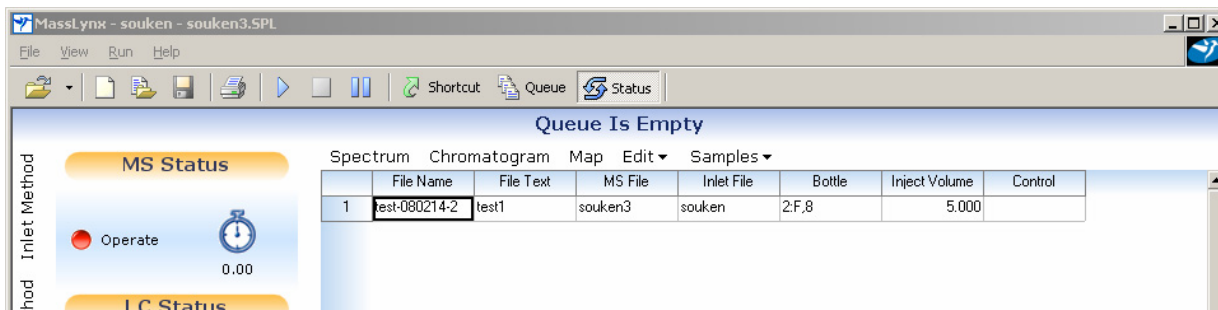 MassLynx - souken - souken3.SPL
File View Run Help
Shortcut Queue Status
Queue Is Empty
Inlet Method
MS Status
Operate
0.00
LC Status
Spectrum Chromatogram Map Edit Samples
File Name File Text MS File Inlet File Bottle Inject Volume Control
1 test-080214-2 test1 souken3 souken 2:F,8 5.000